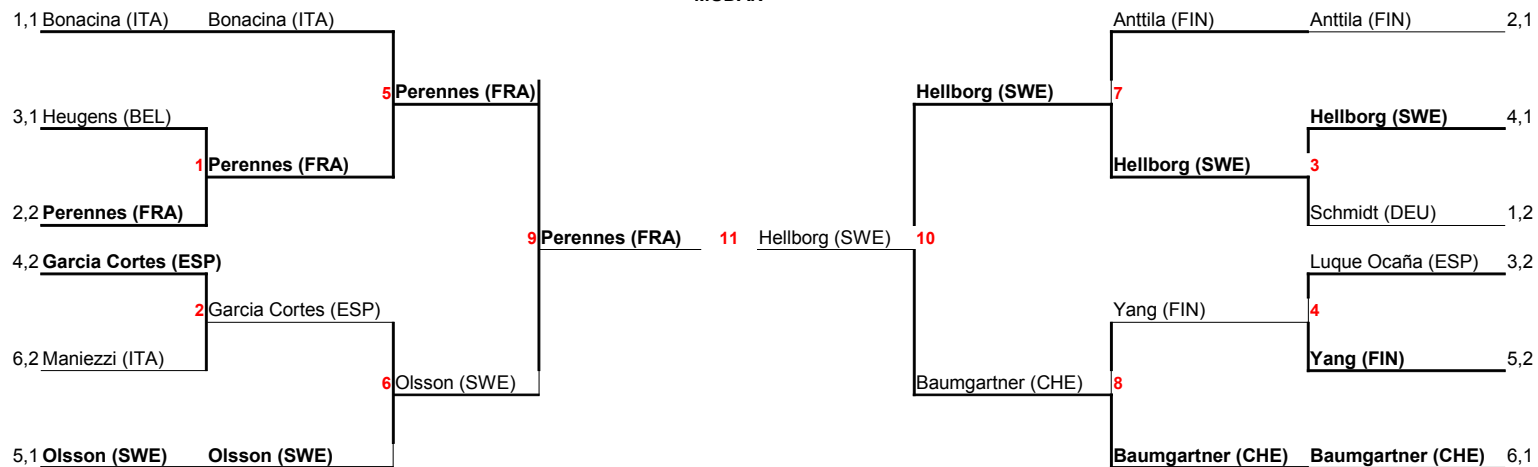 1,1 Bonacina (ITA) Bonacina (ITA) Anttila (FIN) Anttila (FIN) 2,1
5 Perennes (FRA) Hellborg (SWE) 7
3,1 Heugens (BEL) Hellborg (SWE) 4,1
1 Perennes (FRA) Hellborg (SWE) 3
2,2 Perennes (FRA) Schmidt (DEU) 1,2
9 Perennes (FRA) 11 Hellborg (SWE) 10
4,2 Garcia Cortes (ESP) Luque Ocaña (ESP) 3,2
2 Garcia Cortes (ESP) Yang (FIN) 4
6,2 Maniezzi (ITA) Yang (FIN) 5,2
6 Olsson (SWE) Baumgartner (CHE) 8
5,1 Olsson (SWE) Olsson (SWE) Baumgartner (CHE) Baumgartner (CHE) 6,1